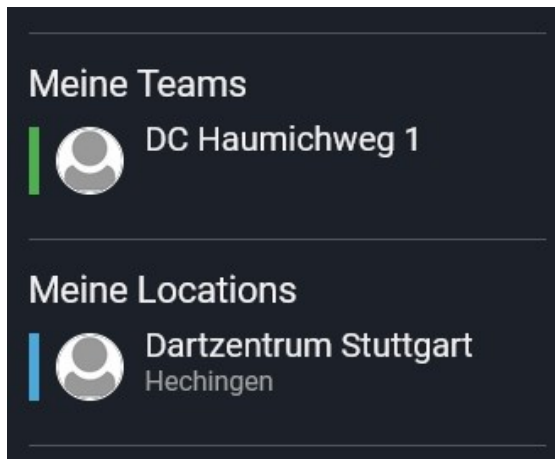 Meine Teams
DC Haumichweg 1
Meine Locations
Dartzentrum Stuttgart
Hechingen